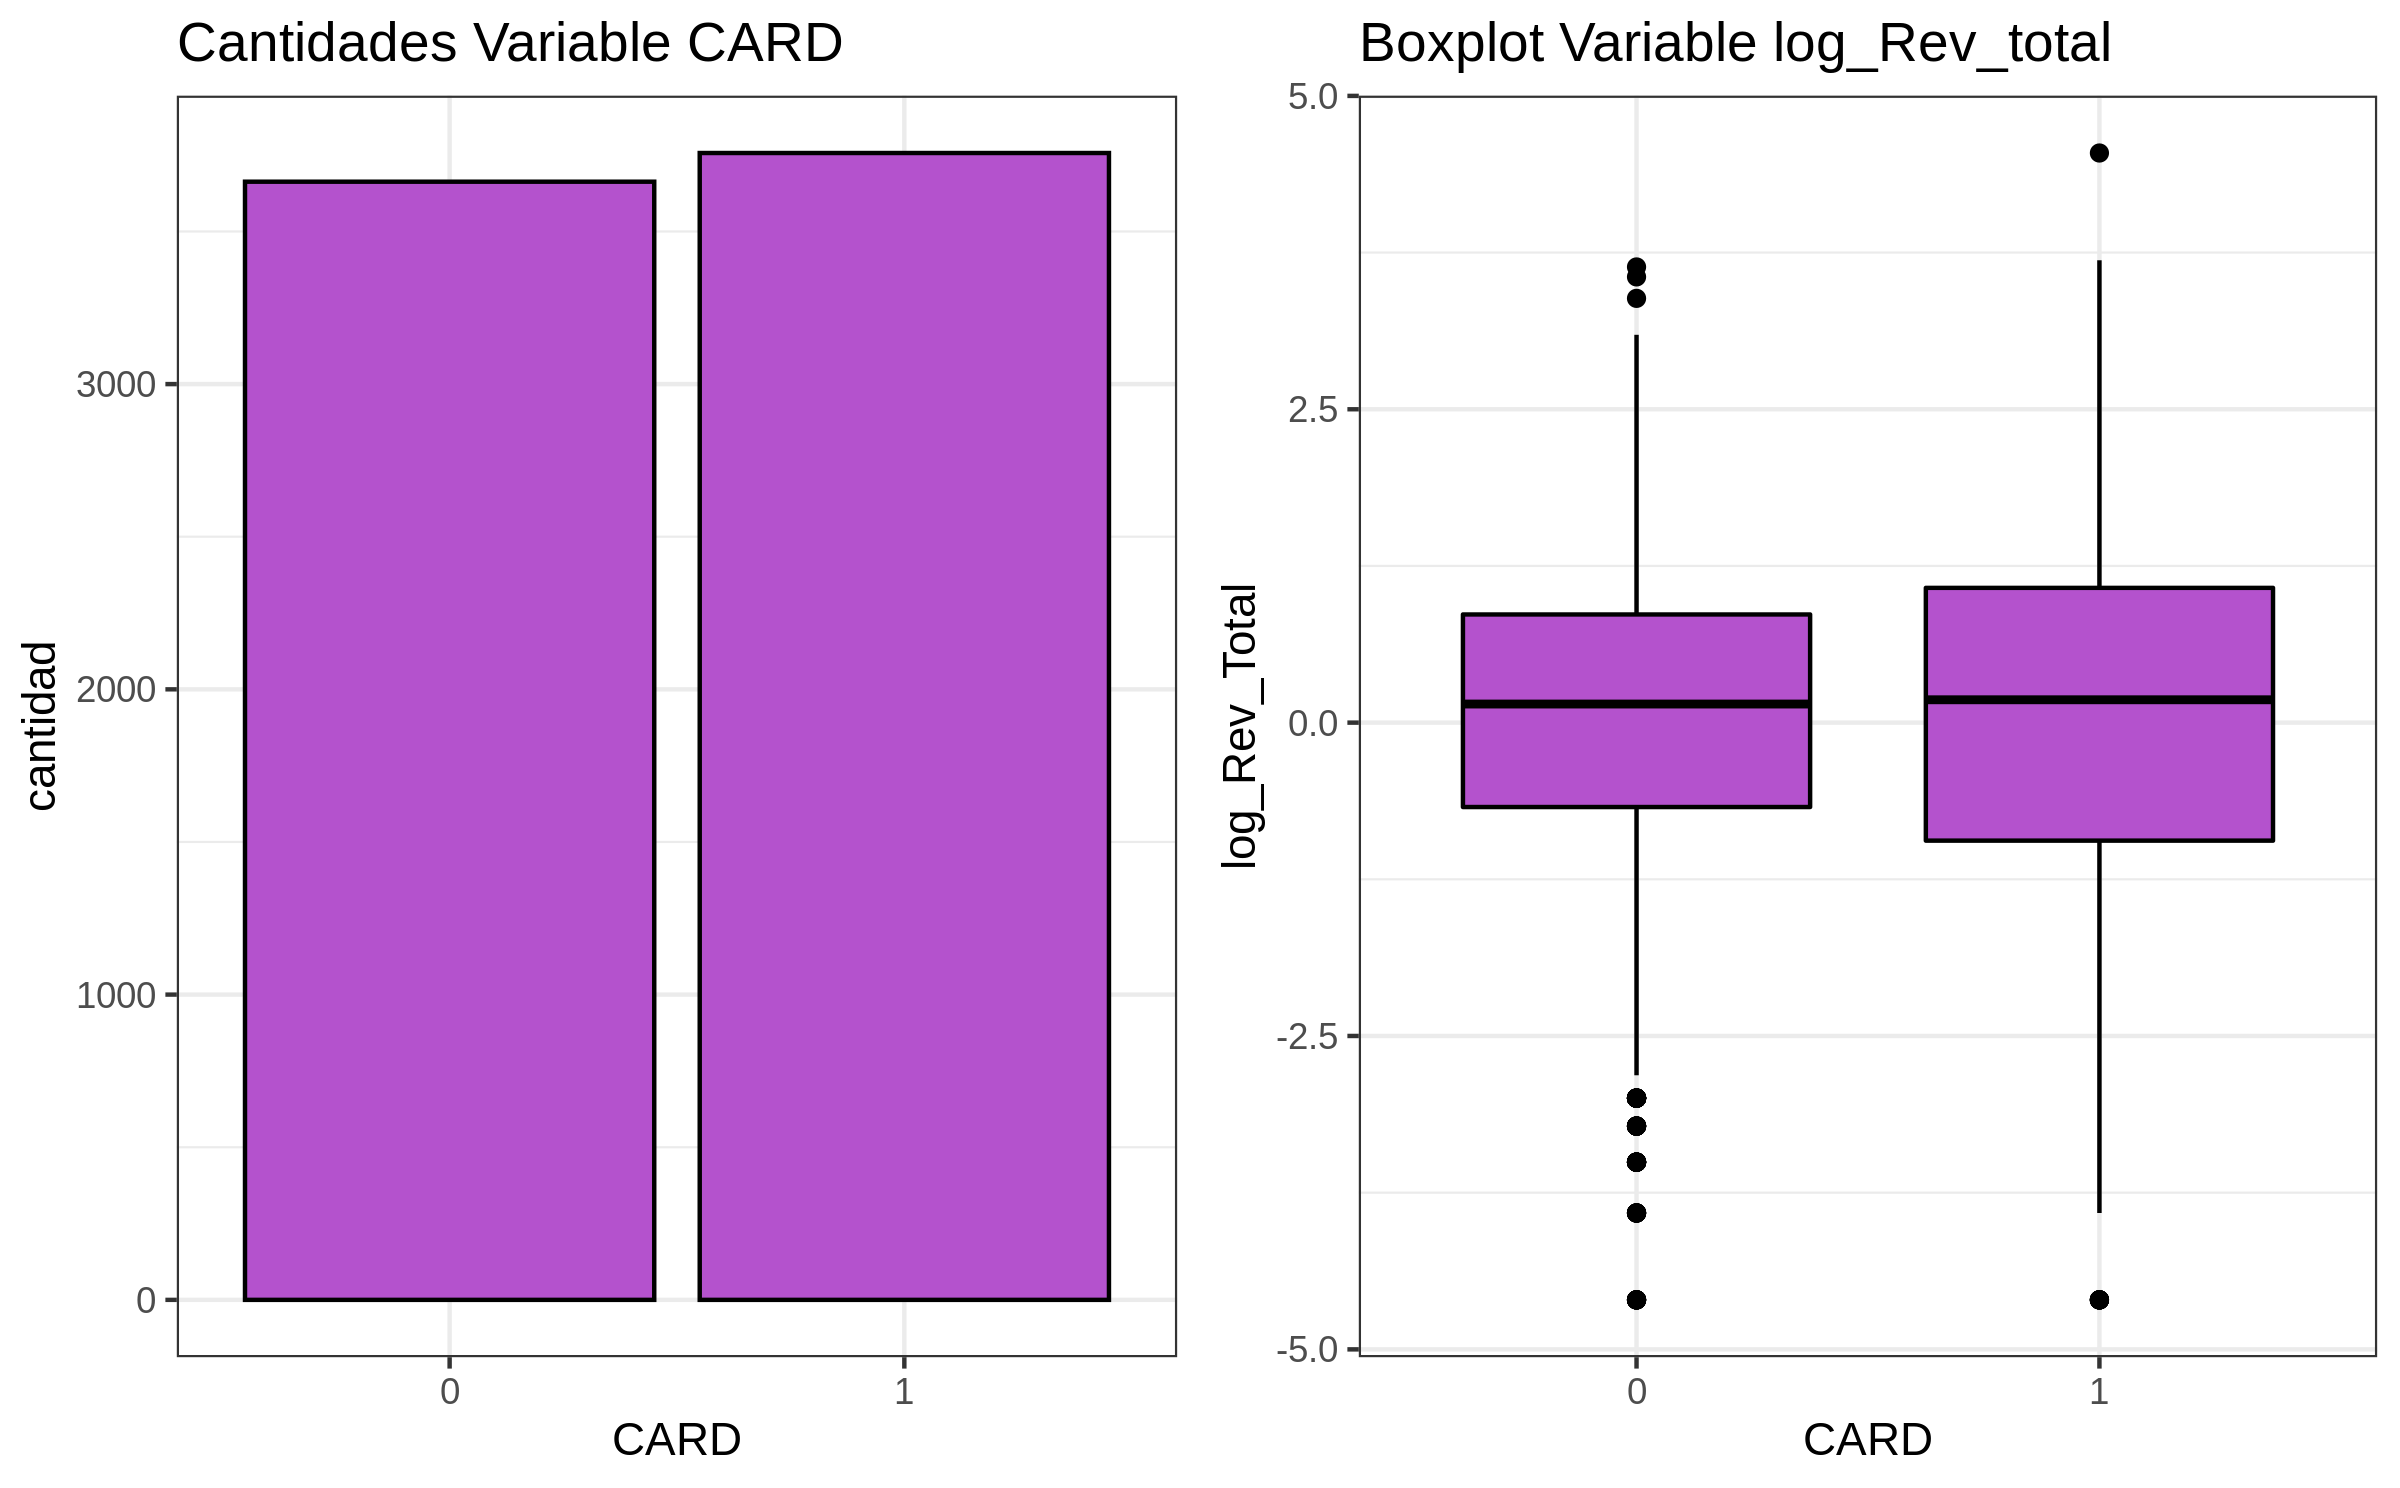 Cantidades Variable CARD
cantidad
3000
2000
1000
0
0 1
CARD
Boxplot Variable log_Rev_total
log_Rev_Total
5.0
2.5
0.0
-2.5
-5.0
0 1
CARD